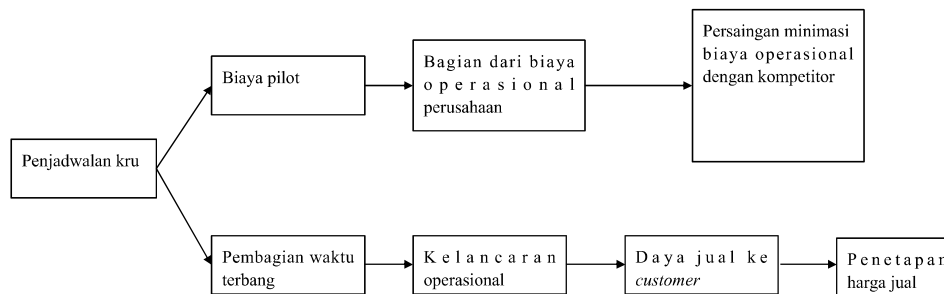 Penjadwalan kru
Biaya pilot
Bagian dari biaya
operasional
perusahaan
Persaingan minimasi
biaya operasional
dengan kompetitor
Pembagian waktu
terbang
Kelancaran
operasional
Daya jual ke
customer
Penetapan
harga jual